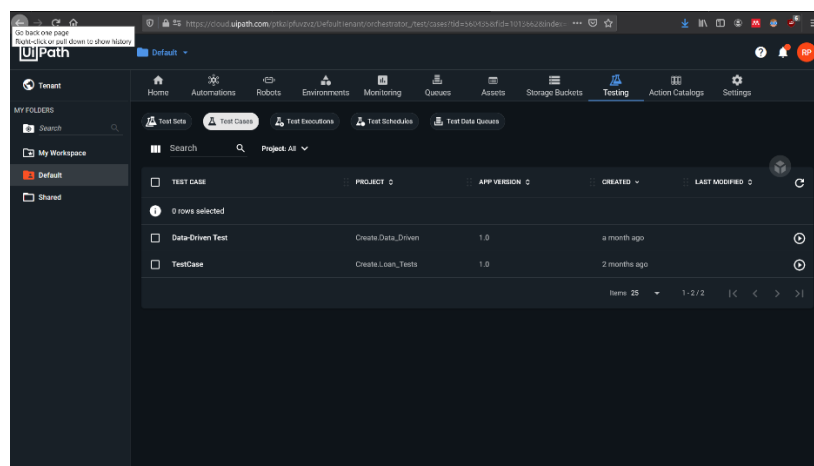 Go back one page
Right-click or pull down to show history
UiPath
Default
RP
Tenant
Home Automations Robots Environments Monitoring Queues Assets Storage Buckets Testing Action Catalogs Settings
MY FOLDERS
Search
My Workspace
Default
Shared
Test Sets Test Cases Test Executions Test Schedules Test Data Queues
Search Project: All
TEST CASE PROJECT APP VERSION CREATED LAST MODIFIED
0 rows selected
Data-Driven Test Create.Data_Driven 1.0 a month ago
TestCase Create.Loan_Tests 1.0 2 months ago
Items 25 1 - 2 / 2